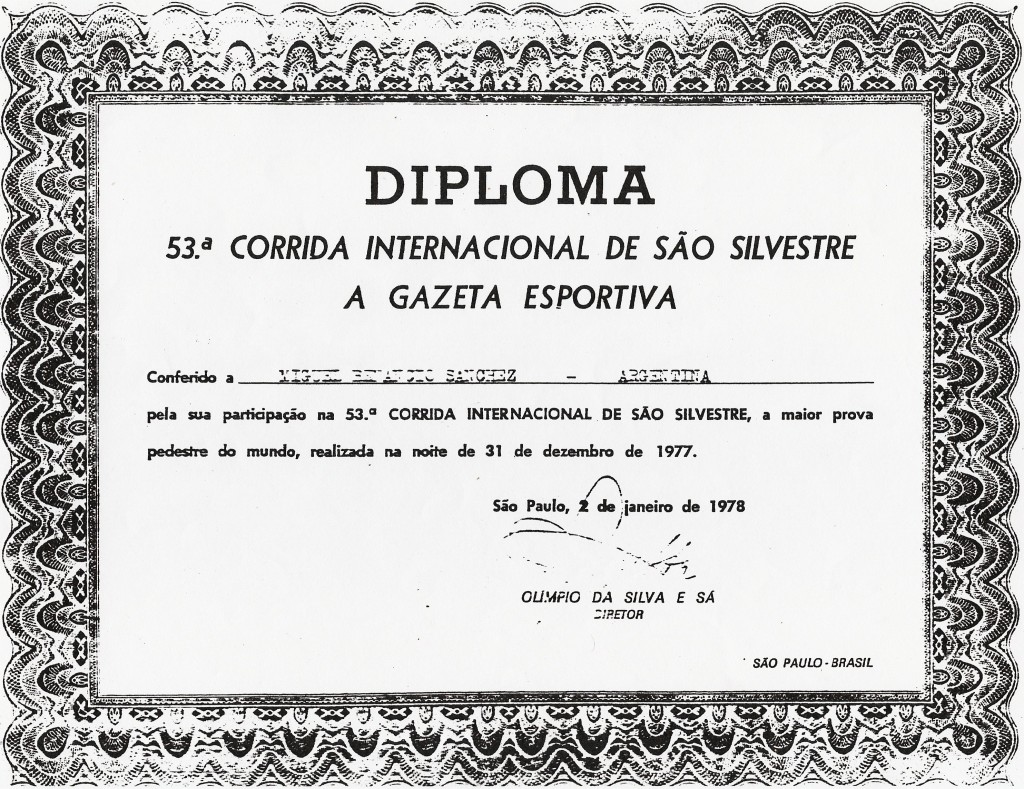 DIPLOMA
53.ª CORRIDA INTERNACIONAL DE SÃO SILVESTRE
A GAZETA ESPORTIVA
Conferido a MIGUEL BENANCIO SANCHEZ - ARGENTINA
pela sua participação na 53.ª CORRIDA INTERNACIONAL DE SÃO SILVESTRE, a maior prova
pedestre do mundo, realizada na noite de 31 de dezembro de 1977.
São Paulo, 2 de janeiro de 1978
OLIMPIO DA SILVA E SÁ
DIRETOR
SÃO PAULO - BRASIL